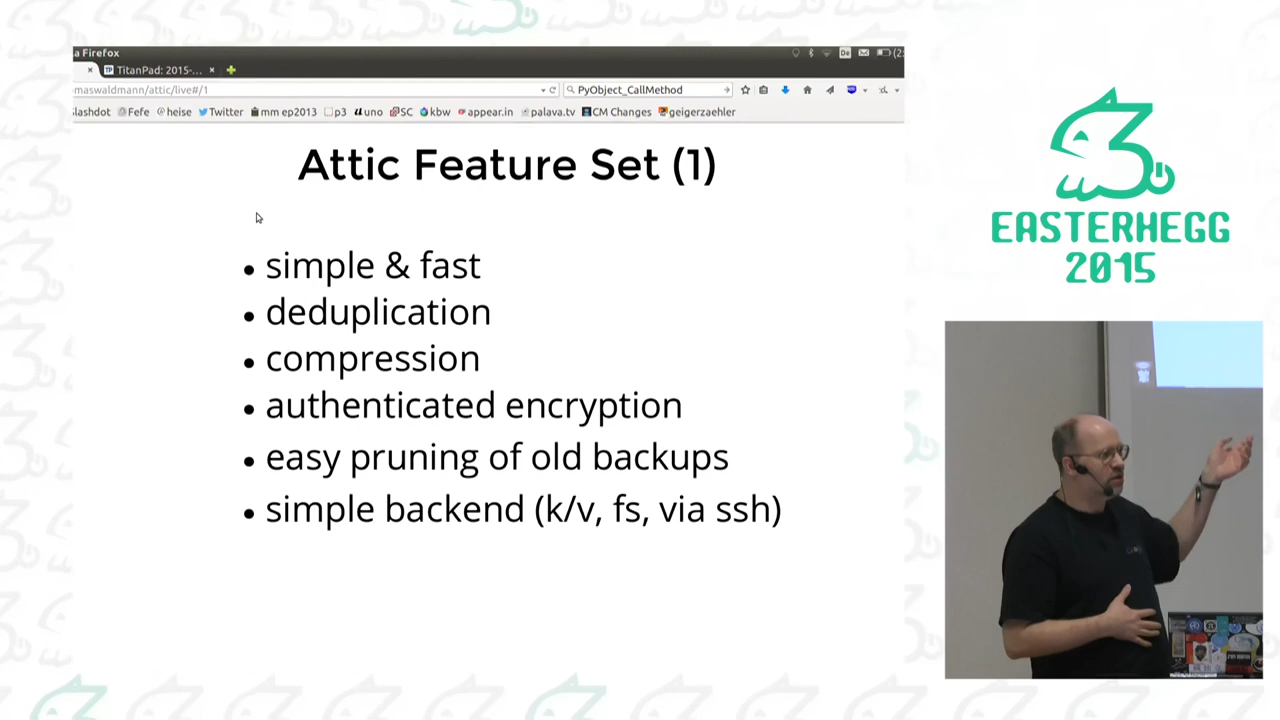 a Firefox
De
(2:
TitanPad: 2015-...
maswaldmann/attic/live#/1
PyObject_CallMethod
lashdot Fefe heise Twitter mm ep2013 p3 uno SC kbw appear.in palava.tv CM Changes geigerzaehler
Attic Feature Set (1)
• simple & fast
• deduplication
• compression
• authenticated encryption
• easy pruning of old backups
• simple backend (k/v, fs, via ssh)
EASTERHEGG
2015